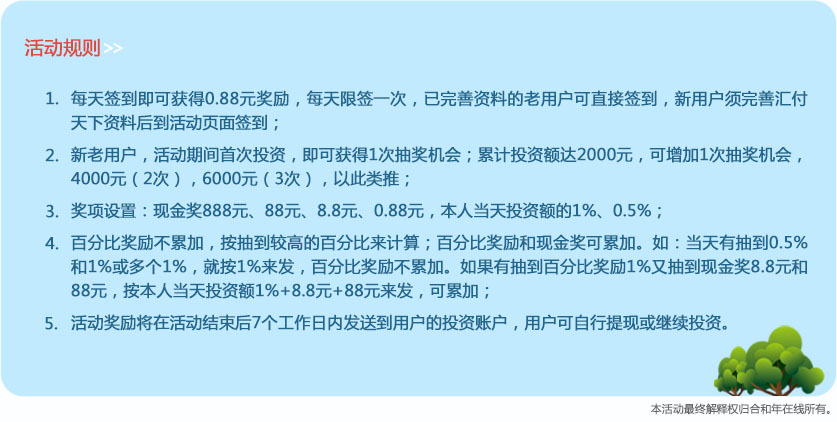 活动规则>>
1. 每天签到即可获得0.88元奖励，每天限签一次，已完善资料的老用户可直接签到，新用户须完善汇付
天下资料后到活动页面签到；
2. 新老用户，活动期间首次投资，即可获得1次抽奖机会；累计投资额达2000元，可增加1次抽奖机会，
4000元（2次），6000元（3次），以此类推；
3. 奖项设置：现金奖888元、88元、8.8元、0.88元，本人当天投资额的1%、0.5%；
4. 百分比奖励不累加，按抽到较高的百分比来计算；百分比奖励和现金奖可累加。如：当天有抽到0.5%
和1%或多个1%，就按1%来发，百分比奖励不累加。如果有抽到百分比奖励1%又抽到现金奖8.8元和
88元，按本人当天投资额1%+8.8元+88元来发，可累加；
5. 活动奖励将在活动结束后7个工作日内发送到用户的投资账户，用户可自行提现或继续投资。
本活动最终解释权归合和年在线所有。